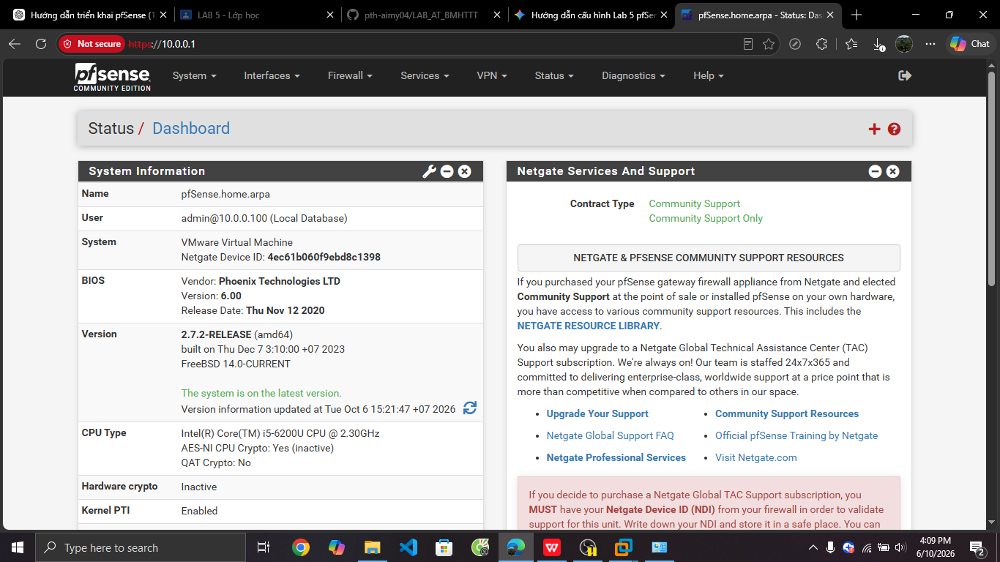 Hướng dẫn triển khai pfSense (1
LAB 5 - Lớp học
pth-aimy04/LAB_AT_BMHTTT
Hướng dẫn cấu hình Lab 5 pfSen
pfSense.home.arpa - Status: Das
Not secure https://10.0.0.1
Chat
pfsense
COMMUNITY EDITION
System Interfaces Firewall Services VPN Status Diagnostics Help
Status / Dashboard
System Information
Name pfSense.home.arpa
User admin@10.0.0.100 (Local Database)
System VMware Virtual Machine
Netgate Device ID: 4ec61b060f9ebd8c1398
BIOS Vendor: Phoenix Technologies LTD
Version: 6.00
Release Date: Thu Nov 12 2020
Version 2.7.2-RELEASE (amd64)
built on Thu Dec 7 3:10:00 +07 2023
FreeBSD 14.0-CURRENT
The system is on the latest version.
Version information updated at Tue Oct 6 15:21:47 +07 2026
CPU Type Intel(R) Core(TM) i5-6200U CPU @ 2.30GHz
AES-NI CPU Crypto: Yes (inactive)
QAT Crypto: No
Hardware crypto Inactive
Kernel PTI Enabled
Netgate Services And Support
Contract Type Community Support
Community Support Only
NETGATE & PFSENSE COMMUNITY SUPPORT RESOURCES
If you purchased your pfSense gateway firewall appliance from Netgate and elected
Community Support at the point of sale or installed pfSense on your own hardware,
you have access to various community support resources. This includes the
NETGATE RESOURCE LIBRARY.
You also may upgrade to a Netgate Global Technical Assistance Center (TAC)
Support subscription. We're always on! Our team is staffed 24x7x365 and
committed to delivering enterprise-class, worldwide support at a price point that is
more than competitive when compared to others in our space.
Upgrade Your Support
Community Support Resources
Netgate Global Support FAQ
Official pfSense Training by Netgate
Netgate Professional Services
Visit Netgate.com
If you decide to purchase a Netgate Global TAC Support subscription, you
MUST have your Netgate Device ID (NDI) from your firewall in order to validate
support for this unit. Write down your NDI and store it in a safe place. You can
Type here to search
4:09 PM
6/10/2026
2